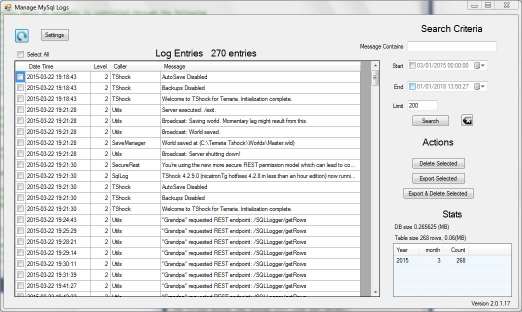 Manage MySql Logs
Settings
Select All
Log Entries 270 entries
Date Time Level Caller Message
2015-03-22 19:18:43 2 TShock AutoSave Disabled
2015-03-22 19:18:43 2 TShock Backups Disabled
2015-03-22 19:18:43 2 TShock Welcome to TShock for Terraria. Initialization complete.
2015-03-22 19:21:28 2 Utils Server executed: /exit.
2015-03-22 19:21:28 2 Utils Broadcast: Saving world. Momentary lag might result from this.
2015-03-22 19:21:28 2 Utils Broadcast: World saved.
2015-03-22 19:21:28 2 SaveManager World saved at (C:\Terraria Tshock\Worlds\Master.wld)
2015-03-22 19:21:28 2 Utils Broadcast: Server shutting down!
2015-03-22 19:21:30 2 SecureRest You're using the new more secure REST permission model which can lead to co...
2015-03-22 19:21:30 2 SqlLog TShock 4.2.9.0 (nicatronTg hotfixes 4.2.8 in less than an hour edition) now runni...
2015-03-22 19:21:30 2 TShock AutoSave Disabled
2015-03-22 19:21:30 2 TShock Backups Disabled
2015-03-22 19:21:30 2 TShock Welcome to TShock for Terraria. Initialization complete.
2015-03-22 19:24:43 2 Utils "Grandpa" requested REST endpoint: /SQLLogger/getRows
2015-03-22 19:25:29 2 Utils "Grandpa" requested REST endpoint: /SQLLogger/getRows
2015-03-22 19:28:21 2 Utils "Grandpa" requested REST endpoint: /SQLLogger/getRows
2015-03-22 19:29:14 2 Utils "Grandpa" requested REST endpoint: /SQLLogger/getRows
2015-03-22 19:30:11 2 Utils "Grandpa" requested REST endpoint: /SQLLogger/getRows
2015-03-22 19:31:39 2 Utils "Grandpa" requested REST endpoint: /SQLLogger/getRows
2015-03-22 19:41:27 2 Utils "Grandpa" requested REST endpoint: /SQLLogger/getRows
Search Criteria
Message Contains
Start 03/01/2015 00:00:00
End
Limit 200
Search
Actions
Delete Selected
Export Selected
Export & Delete Selected
Stats
DB size 0.265625 (MB)
Table size 268 rows, 0.06(MB)
Year month Count
2015 3 268
Version 2.0.1.17